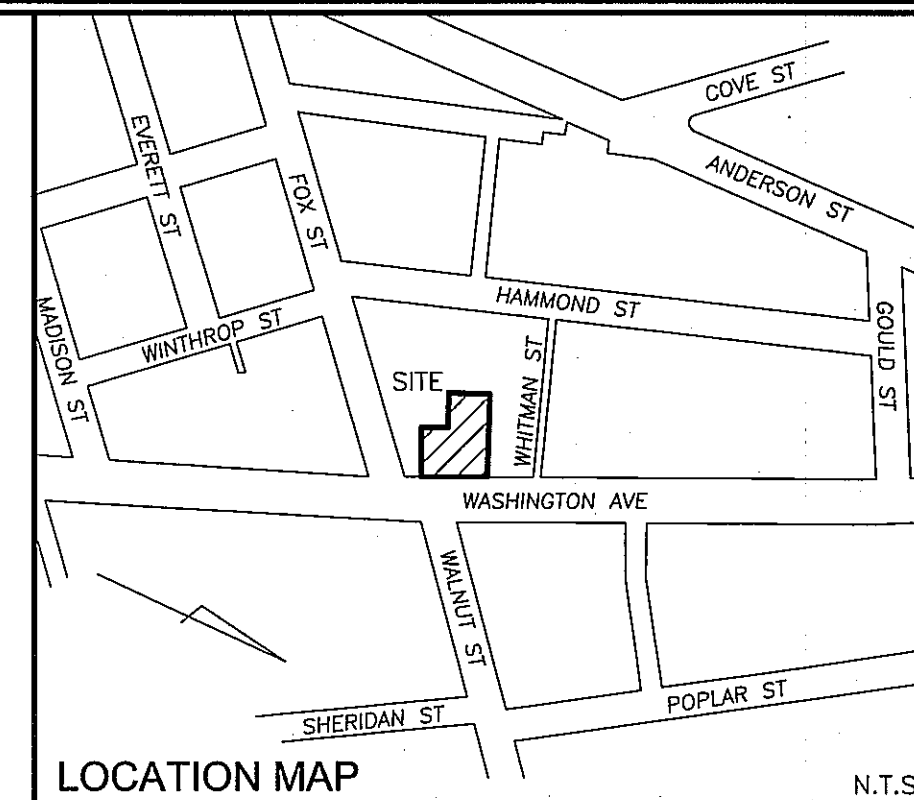 COVE ST
ANDERSON ST
EVERETT ST
FOX ST
HAMMOND ST
GOULD ST
MADISON ST
WINTHROP ST
WHITMAN ST
SITE
WASHINGTON AVE
WALNUT ST
POPLAR ST
SHERIDAN ST
LOCATION MAP
N.T.S